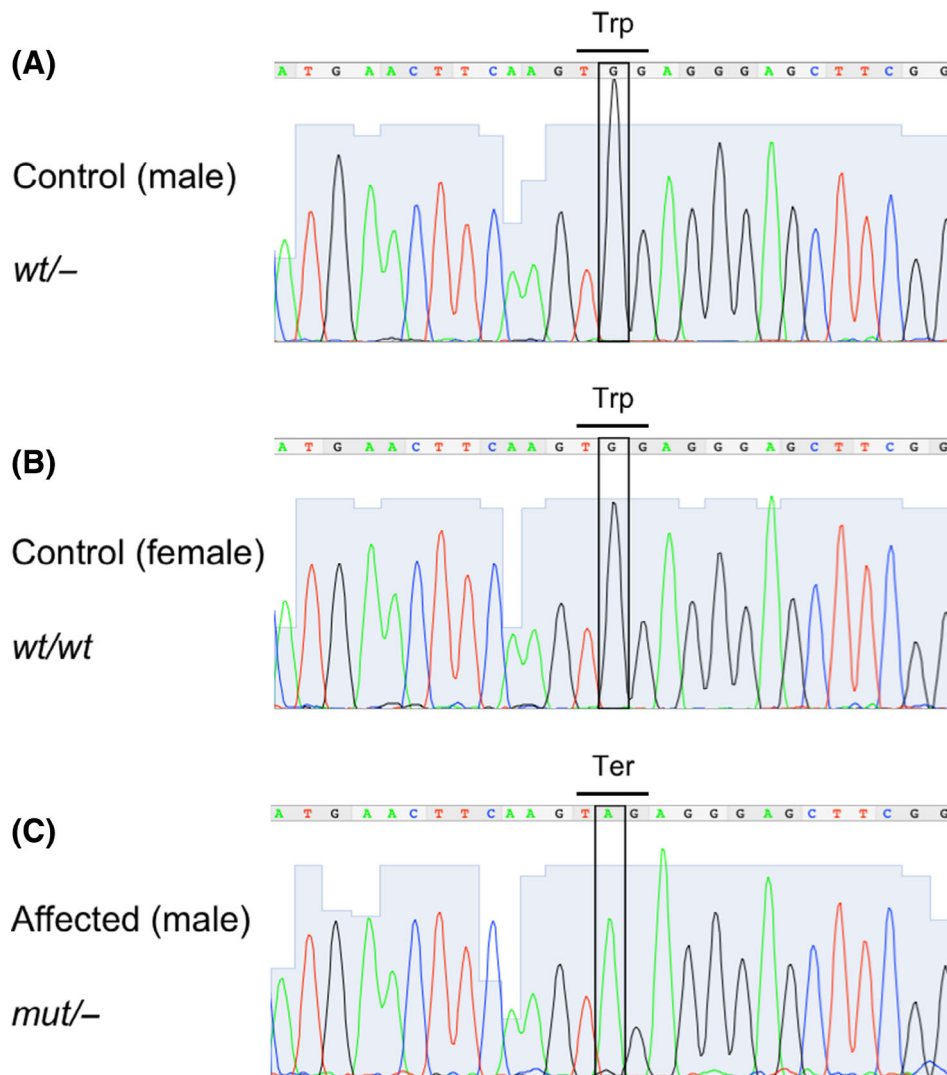 Trp
(A)
A T G A A C T T C A A G T G G A G G G A G C T T C G G
Control (male)
wt/–
Trp
(B)
A T G A A C T T C A A G T G G A G G G A G C T T C G G
Control (female)
wt/wt
Ter
(C)
A T G A A C T T C A A G T A G A G G G A G C T T C G G
Affected (male)
mut/–